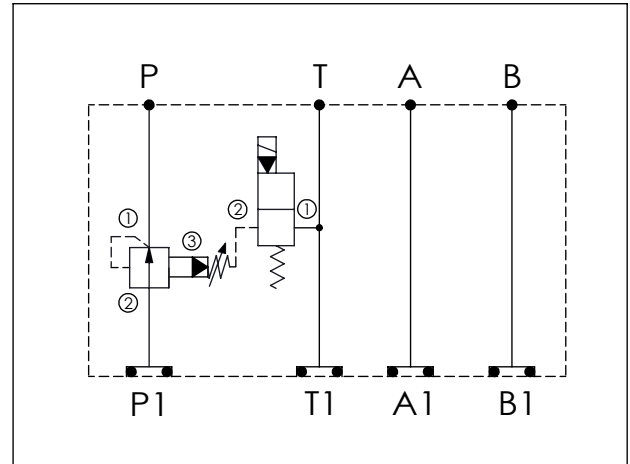 P T A B
① ② ①
③
②
P1 T1 A1 B1